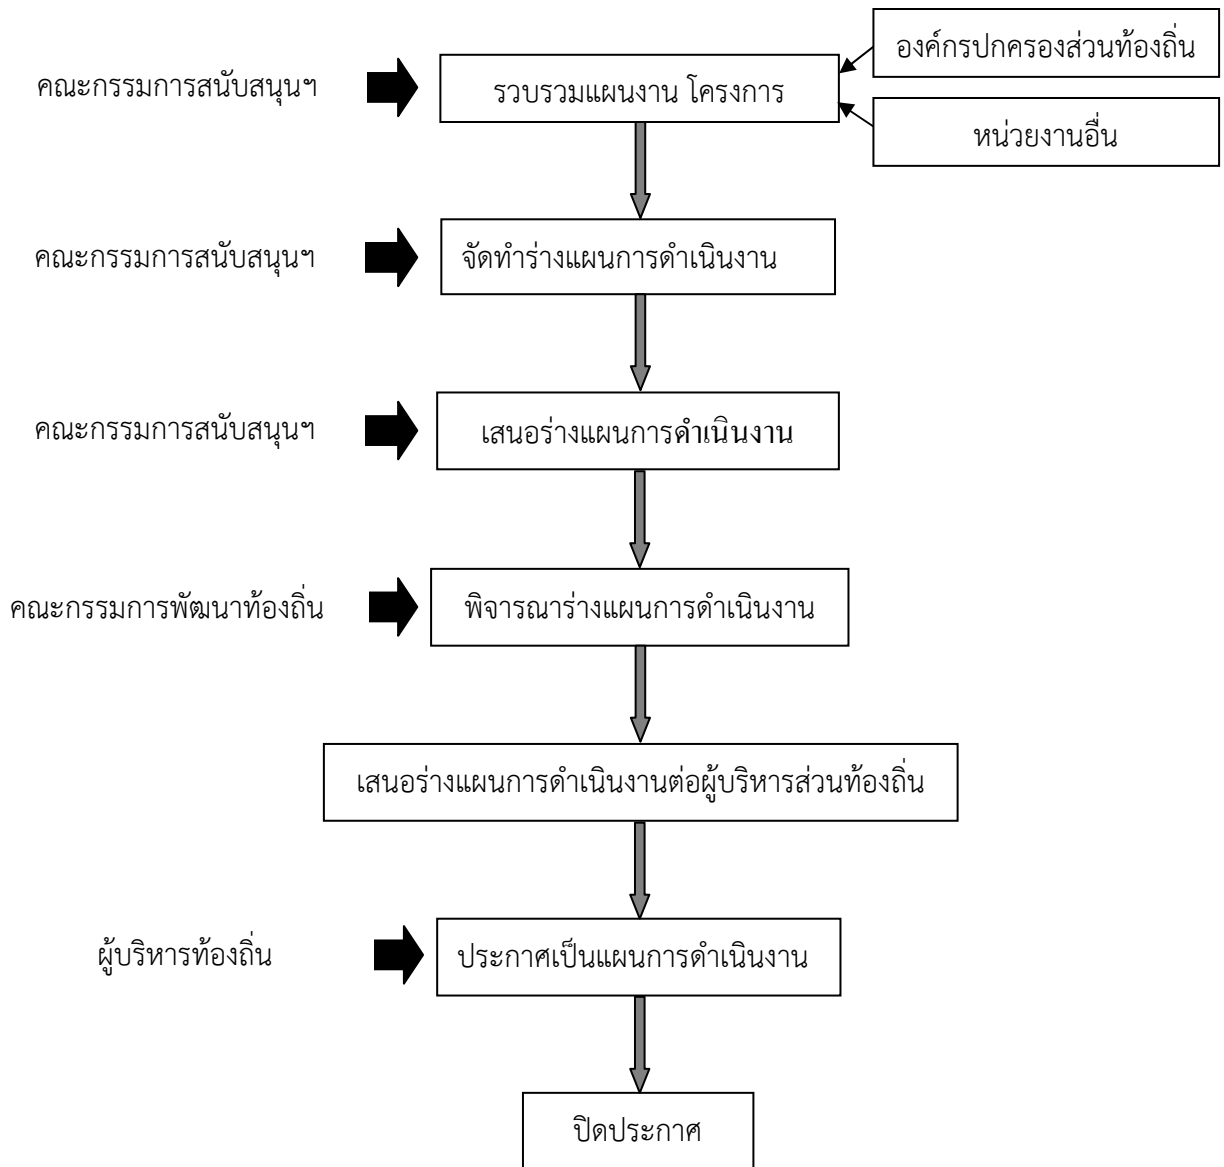 องค์กรปกครองส่วนท้องถิ่น
คณะกรรมการสนับสนุนฯ
รวบรวมแผนงาน โครงการ
หน่วยงานอื่น
คณะกรรมการสนับสนุนฯ
จัดทำร่างแผนการดำเนินงาน
คณะกรรมการสนับสนุนฯ
เสนอร่างแผนการดำเนินงาน
คณะกรรมการพัฒนาท้องถิ่น
พิจารณาร่างแผนการดำเนินงาน
เสนอร่างแผนการดำเนินงานต่อผู้บริหารส่วนท้องถิ่น
ผู้บริหารท้องถิ่น
ประกาศเป็นแผนการดำเนินงาน
ปิดประกาศ